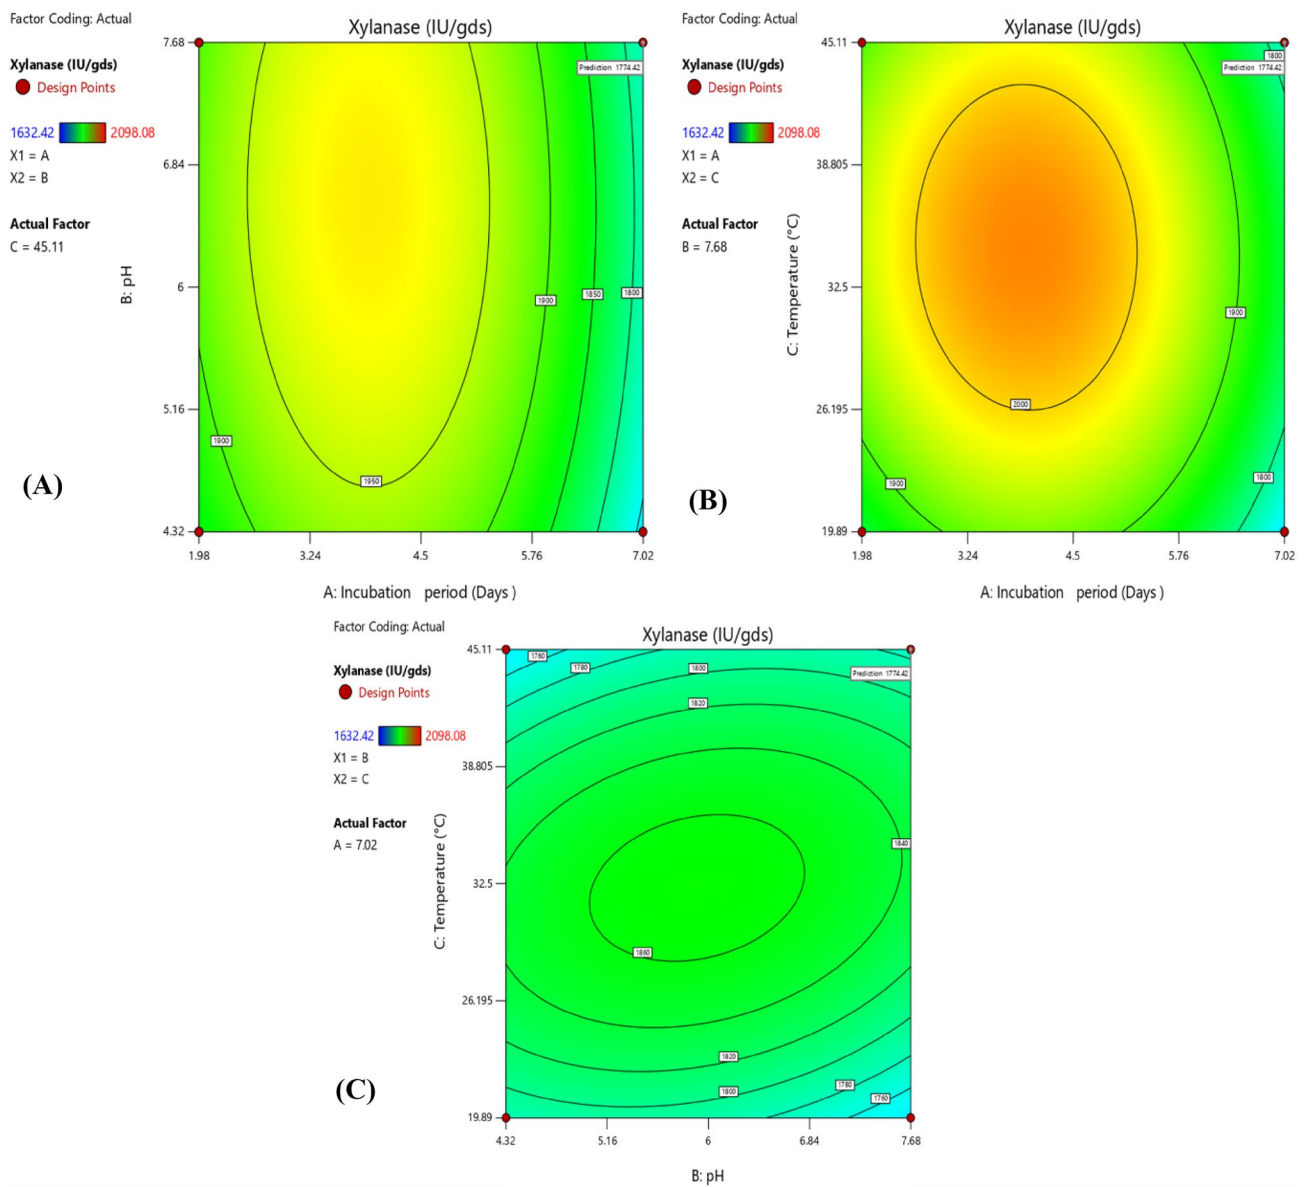 Factor Coding: Actual
Xylanase (IU/gds)
Xylanase (IU/gds)
Design Points
1632.42 2098.08
X1 = A
X2 = B
Actual Factor
C = 45.11
7.68
6.84
6
5.16
4.32
B: pH
1.98 3.24 4.5 5.76 7.02
A: Incubation period (Days )
Prediction 1774.42
1900
1850
1800
1900
1950
(A)
Factor Coding: Actual
Xylanase (IU/gds)
Xylanase (IU/gds)
Design Points
1632.42 2098.08
X1 = A
X2 = C
Actual Factor
B = 7.68
45.11
38.805
32.5
26.195
19.89
C: Temperature (°C)
1.98 3.24 4.5 5.76 7.02
A: Incubation period (Days )
1800
Prediction 1774.42
1900
2000
1900
1800
(B)
Factor Coding: Actual
Xylanase (IU/gds)
Xylanase (IU/gds)
Design Points
1632.42 2098.08
X1 = B
X2 = C
Actual Factor
A = 7.02
45.11
38.805
32.5
26.195
19.89
C: Temperature (°C)
4.32 5.16 6 6.84 7.68
B: pH
1760
1780
1800
Prediction 1774.42
1820
1840
1860
1820
1800
1780
1760
(C)